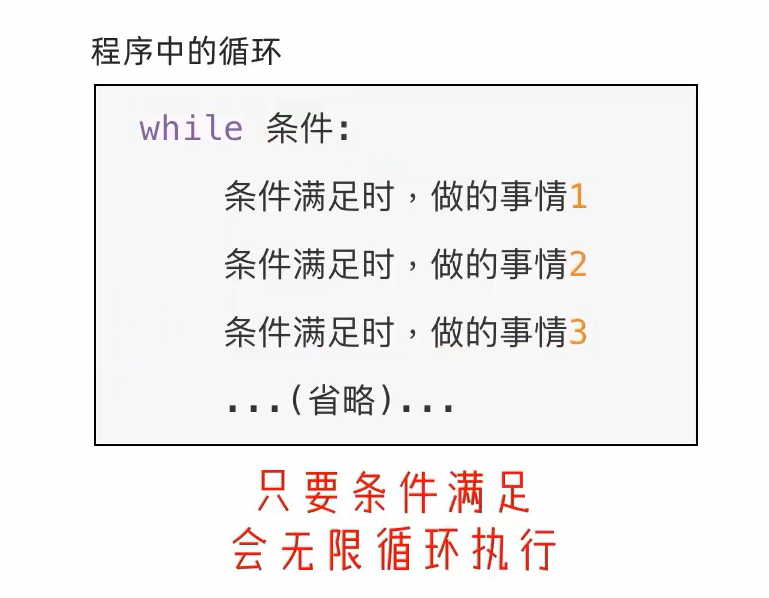 程序中的循环
while 条件:
条件满足时，做的事情1
条件满足时，做的事情2
条件满足时，做的事情3
...(省略)...
只要条件满足
会无限循环执行